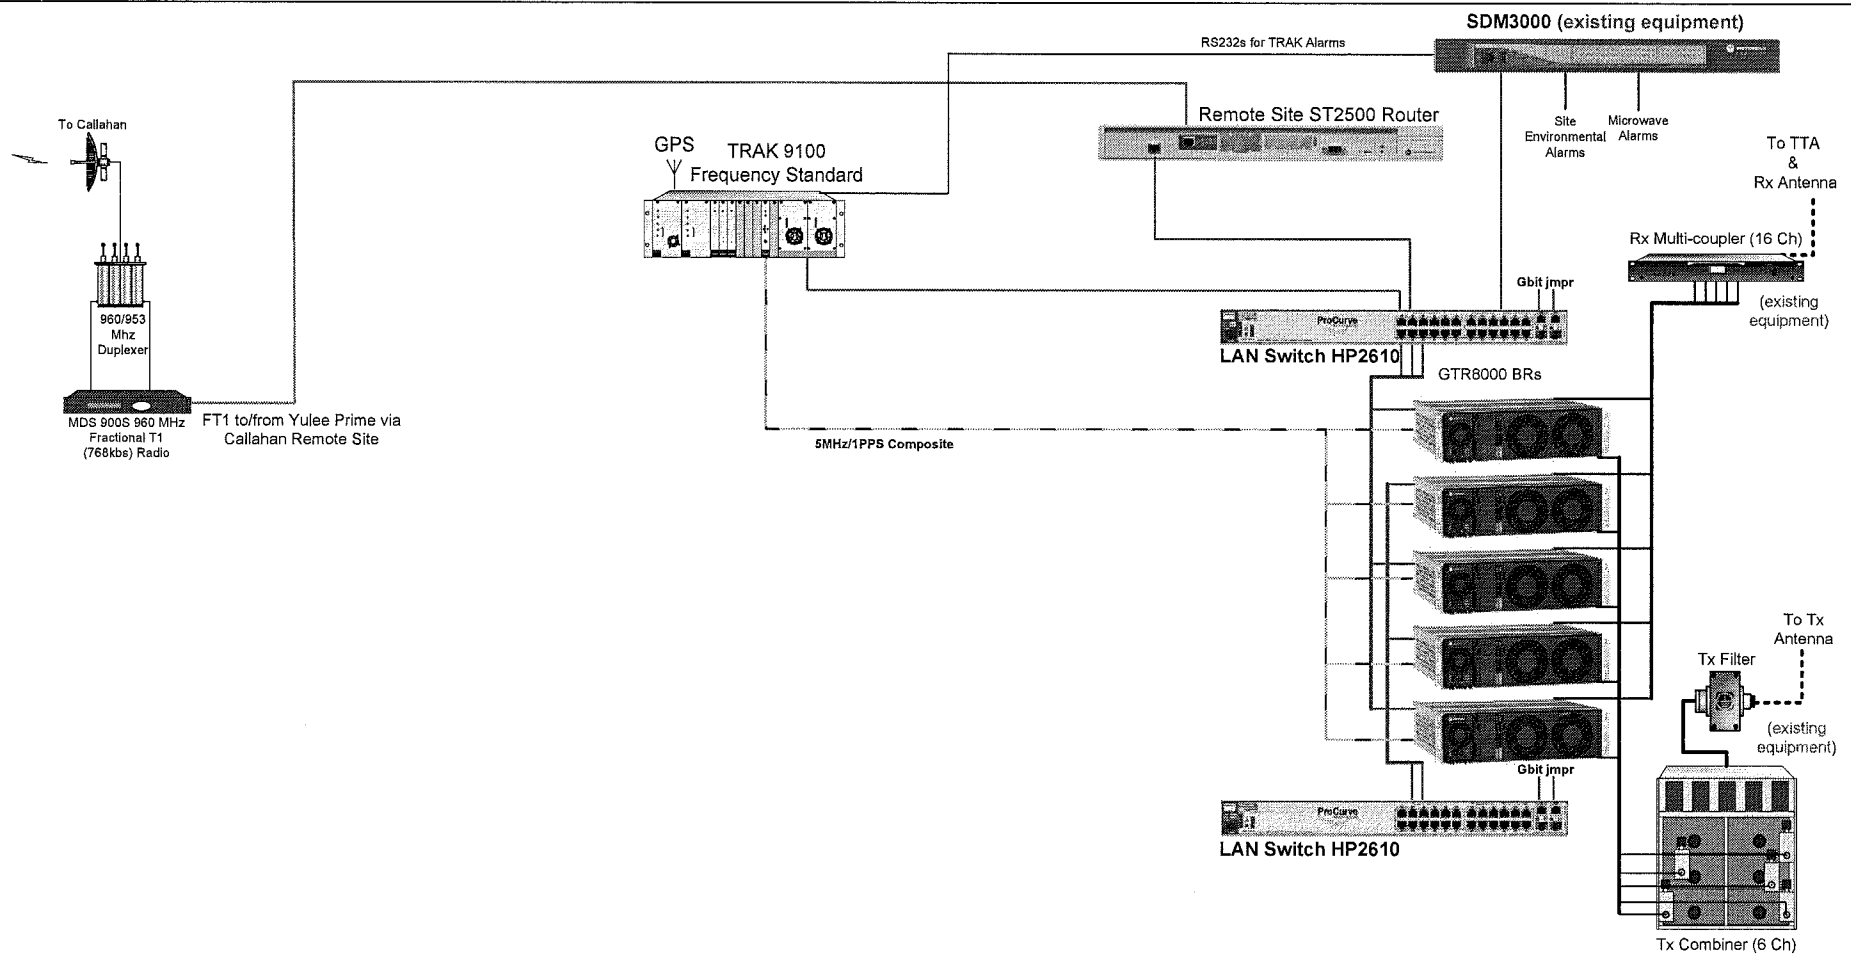 SDM3000 (existing equipment)
RS232s for TRAK Alarms
Site
Environmental
Alarms
Microwave
Alarms
To Callahan
Remote Site ST2500 Router
GPS
TRAK 9100
Frequency Standard
To TTA
&
Rx Antenna
Rx Multi-coupler (16 Ch)
(existing
equipment)
Gbit jmpr
ProCurve
LAN Switch HP2610
960/953
Mhz
Duplexer
GTR8000 BRs
MDS 900S 960 MHz
Fractional T1
(768kbs) Radio
FT1 to/from Yulee Prime via
Callahan Remote Site
5MHz/1PPS Composite
To Tx
Antenna
Tx Filter
(existing
equipment)
Gbit jmpr
ProCurve
LAN Switch HP2610
Tx Combiner (6 Ch)